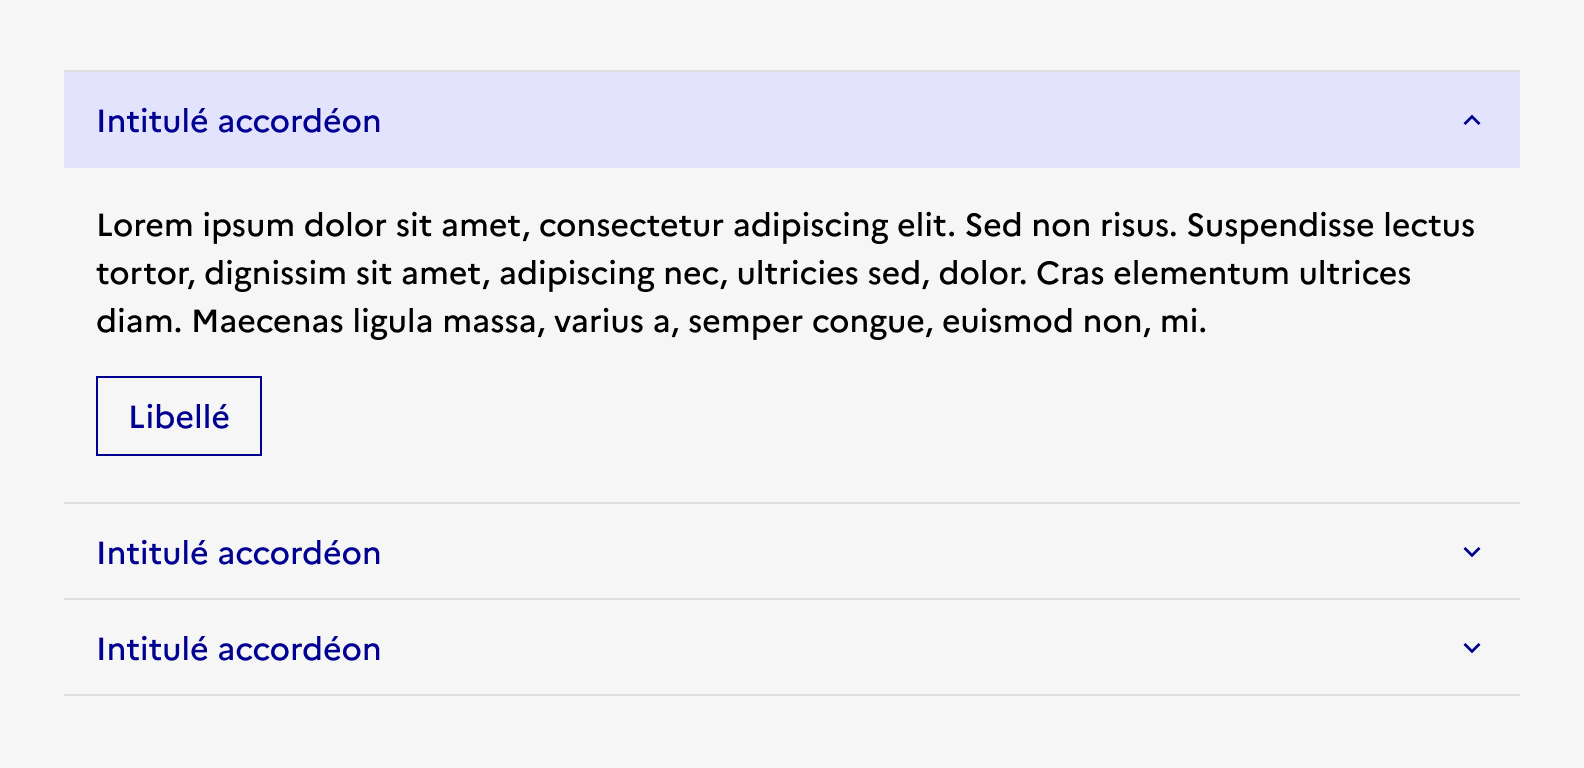 Intitulé accordéon
Lorem ipsum dolor sit amet, consectetur adipiscing elit. Sed non risus. Suspendisse lectus
tortor, dignissim sit amet, adipiscing nec, ultricies sed, dolor. Cras elementum ultrices
diam. Maecenas ligula massa, varius a, semper congue, euismod non, mi.
Libellé
Intitulé accordéon
Intitulé accordéon